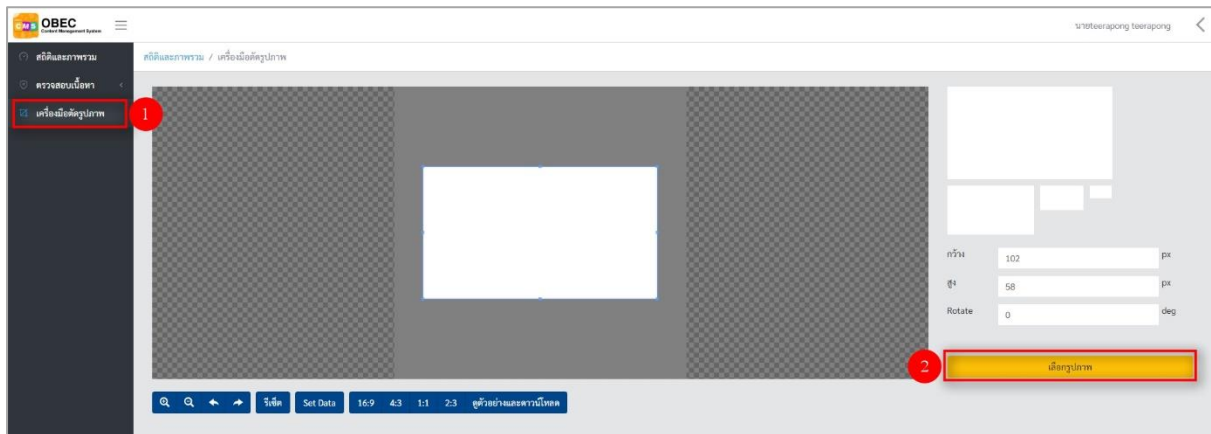 CMS OBEC
Content Management System
นายteerapong teerapong
สถิติและภาพรวม
สถิติและภาพรวม / เครื่องมือตัดรูปภาพ
ตรวจสอบเนื้อหา
เครื่องมือตัดรูปภาพ
1
กว้าง 102 px
สูง 58 px
Rotate 0 deg
2 เลือกรูปภาพ
รีเซ็ต Set Data 16:9 4:3 1:1 2:3 ดูตัวอย่างและดาวน์โหลด